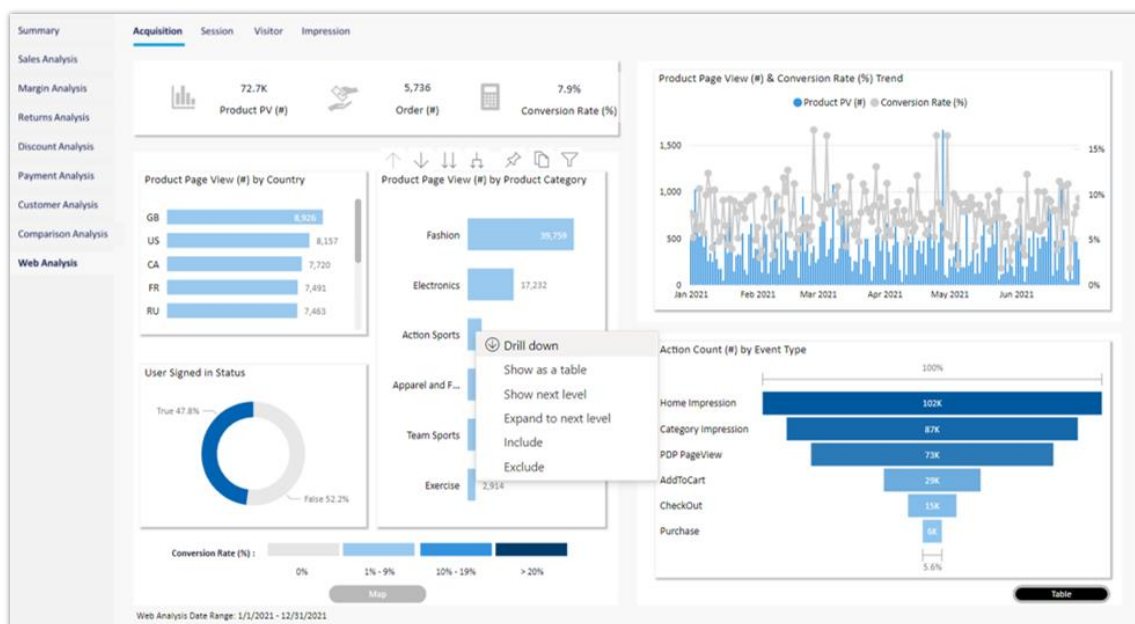 Summary
Sales Analysis
Margin Analysis
Returns Analysis
Discount Analysis
Payment Analysis
Customer Analysis
Comparison Analysis
Web Analysis
Acquisition Session Visitor Impression
72.7K
Product PV (#)
5,736
Order (#)
7.9%
Conversion Rate (%)
Product Page View (#) by Country
GB 8,926
US 8,157
CA 7,720
FR 7,491
RU 7,463
User Signed in Status
True 47.8%
False 52.2%
Product Page View (#) by Product Category
Fashion 39,759
Electronics 17,232
Action Sports
Apparel and F...
Team Sports
Exercise 2,914
Drill down
Show as a table
Show next level
Expand to next level
Include
Exclude
Conversion Rate (%) :
0% 1% - 9% 10% - 19% > 20%
Map
Web Analysis Date Range: 1/1/2021 - 12/31/2021
Product Page View (#) & Conversion Rate (%) Trend
Product PV (#) Conversion Rate (%)
1,500
1,000
500
0
15%
10%
5%
0%
Jan 2021 Feb 2021 Mar 2021 Apr 2021 May 2021 Jun 2021
Action Count (#) by Event Type
100%
Home Impression 102K
Category Impression 87K
PDP PageView 73K
AddToCart 29K
CheckOut 15K
Purchase 6K
5.6%
Table